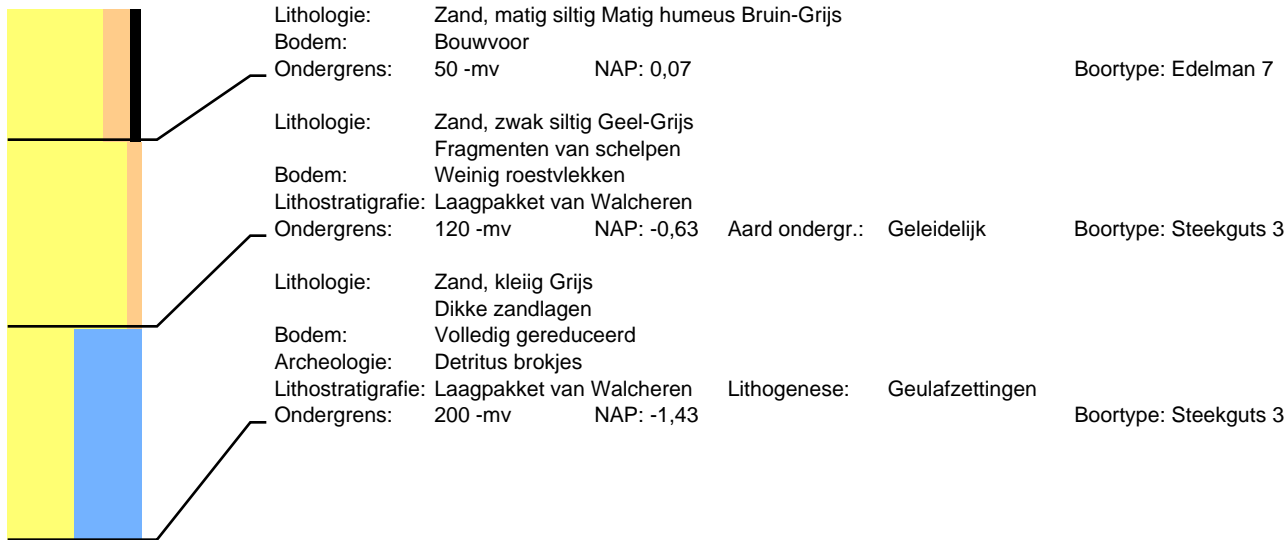 Lithologie: Zand, matig siltig Matig humeus Bruin-Grijs
Bodem: Bouwvoor
Ondergrens: 50 -mv NAP: 0,07 Boortype: Edelman 7
Lithologie: Zand, zwak siltig Geel-Grijs
Fragmenten van schelpen
Bodem: Weinig roestvlekken
Lithostratigrafie: Laagpakket van Walcheren
Ondergrens: 120 -mv NAP: -0,63 Aard ondergr.: Geleidelijk Boortype: Steekguts 3
Lithologie: Zand, kleiig Grijs
Dikke zandlagen
Bodem: Volledig gereduceerd
Archeologie: Detritus brokjes
Lithostratigrafie: Laagpakket van Walcheren Lithogenese: Geulafzettingen
Ondergrens: 200 -mv NAP: -1,43 Boortype: Steekguts 3